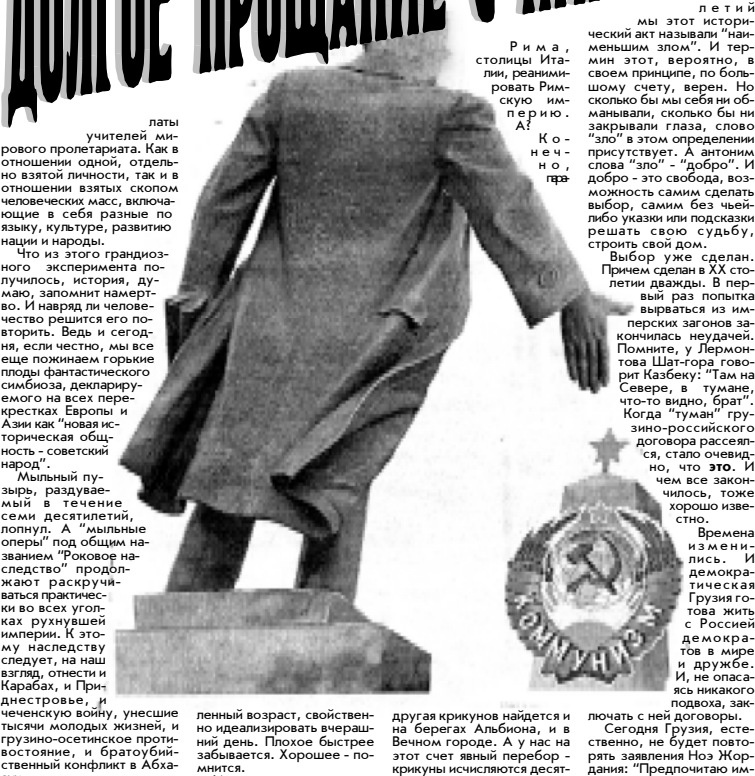 ДОЛГОЕ ПРОЩАНИЕ С
латы
учителей ми-
рового пролетариата. Как в
отношении одной, отдель-
но взятой личности, так и в
отношении взятых скопом
человеческих масс, включа-
ющие в себя разные по
языку, культуре, развитию
нации и народы.
Что из этого грандиоз-
ного эксперимента по-
лучилось, история, ду-
маю, запомнит намерт-
во. И навряд ли челове-
чество решится его по-
вторить. Ведь и сегод-
ня, если честно, мы все
еще пожинаем горькие
плоды фантастического
симбиоза, деклариру-
емого на всех пере-
крестках Европы и
Азии как “новая ис-
торическая общ-
ность - советский
народ”.
Мыльный пу-
зырь, раздувае-
мый в течение
семи десятилетий,
лопнул. А “мыльные
оперы” под общим на-
званием “Роковое на-
следство” продол-
жают раскручи-
ваться практичес-
ки во всех угол-
ках рухнувшей
империи. К это-
му наследству
следует, на наш
взгляд, отнести и
Карабах, и При-
днестровье, и
чеченскую войну, унесшие
тысячи молодых жизней, и
грузино-осетинское проти-
востояние, и братоубий-
ственный конфликт в Абха-
ленный возраст, свойствен-
но идеализировать вчераш-
ний день. Плохое быстрее
забывается. Хорошее - по-
мнится.
Рима,
столицы Ита-
лии, реаними-
ровать Рим-
скую им-
перию.
А?
Ко-
неч-
но,
пара-
другая крикунов найдется и
на берегах Альбиона, и в
Вечном городе. А у нас на
этот счет явный перебор -
крикуны исчисляются десят-
летий
мы этот истори-
ческий акт называли “наи-
меньшим злом”. И тер-
мин этот, вероятно, в
своем принципе, по боль-
шому счету, верен. Но
сколько бы мы себя ни об-
манывали, сколько бы ни
закрывали глаза, слово
“зло” в этом определении
присутствует. А антоним
слова “зло” - “добро”. И
добро - это свобода, воз-
можность самим сделать
выбор, самим без чьей-
либо указки или подсказки
решать свою судьбу,
строить свой дом.
Выбор уже сделан.
Причем сделан в XX сто-
летии дважды. В пер-
вый раз попытка
вырваться из им-
перских загонов за-
кончилась неудачей.
Помните, у Лермон-
това Шат-гора гово-
рит Казбеку: “Там на
Севере, в тумане,
что-то видно, брат”.
Когда “туман” гру-
зино-российского
договора рассеял-
ся, стало очевид-
но, что это. И
чем все закон-
чилось, тоже
хорошо изве-
стно.
Времена
измени-
лись. И
демокра-
тическая
Грузия го-
това жить
с Россией
демокра-
тов в мире
и дружбе.
И, не опаса-
ясь никакого
подвоха, зак-
лючать с ней договоры.
Сегодня Грузия, есте-
ственно, не будет повто-
рять заявления Ноэ Жор-
дания: “Предпочитаю им-
КОММУНИЗМ